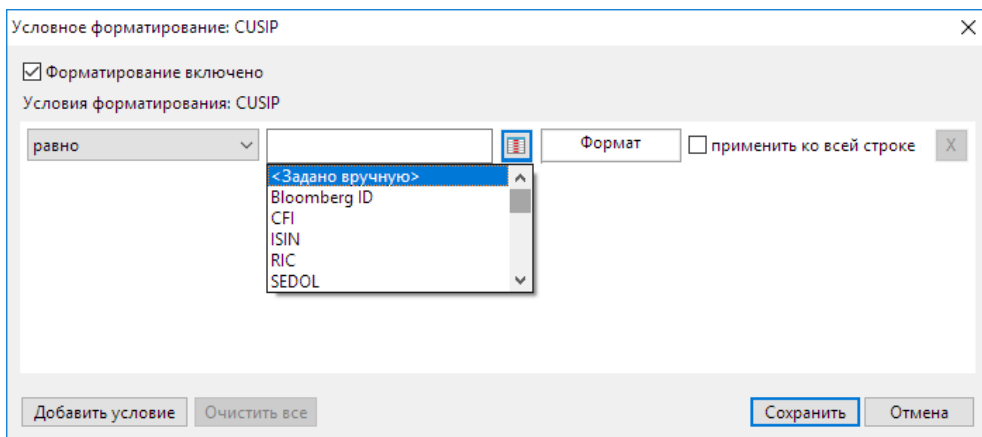 Условное форматирование: CUSIP
Форматирование включено
Условия форматирования: CUSIP
равно Формат применить ко всей строке X
<Задано вручную>
Bloomberg ID
CFI
ISIN
RIC
SEDOL
Добавить условие Очистить все Сохранить Отмена